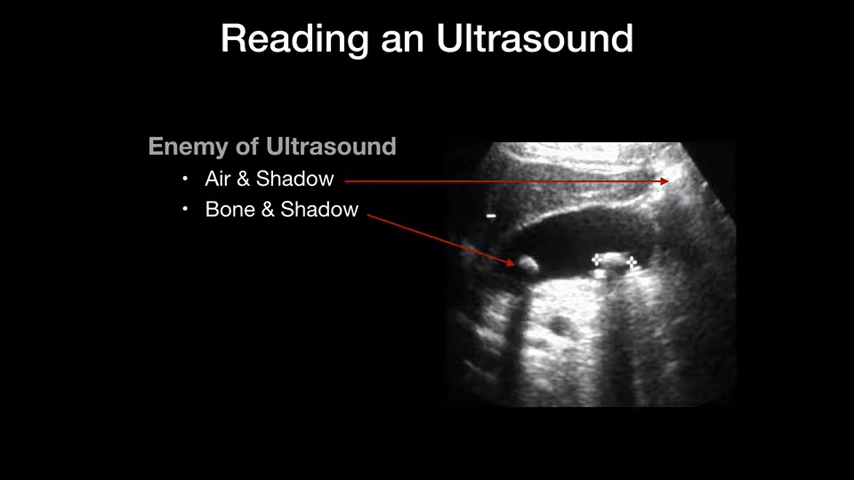 Reading an Ultrasound
Enemy of Ultrasound
• Air & Shadow
• Bone & Shadow